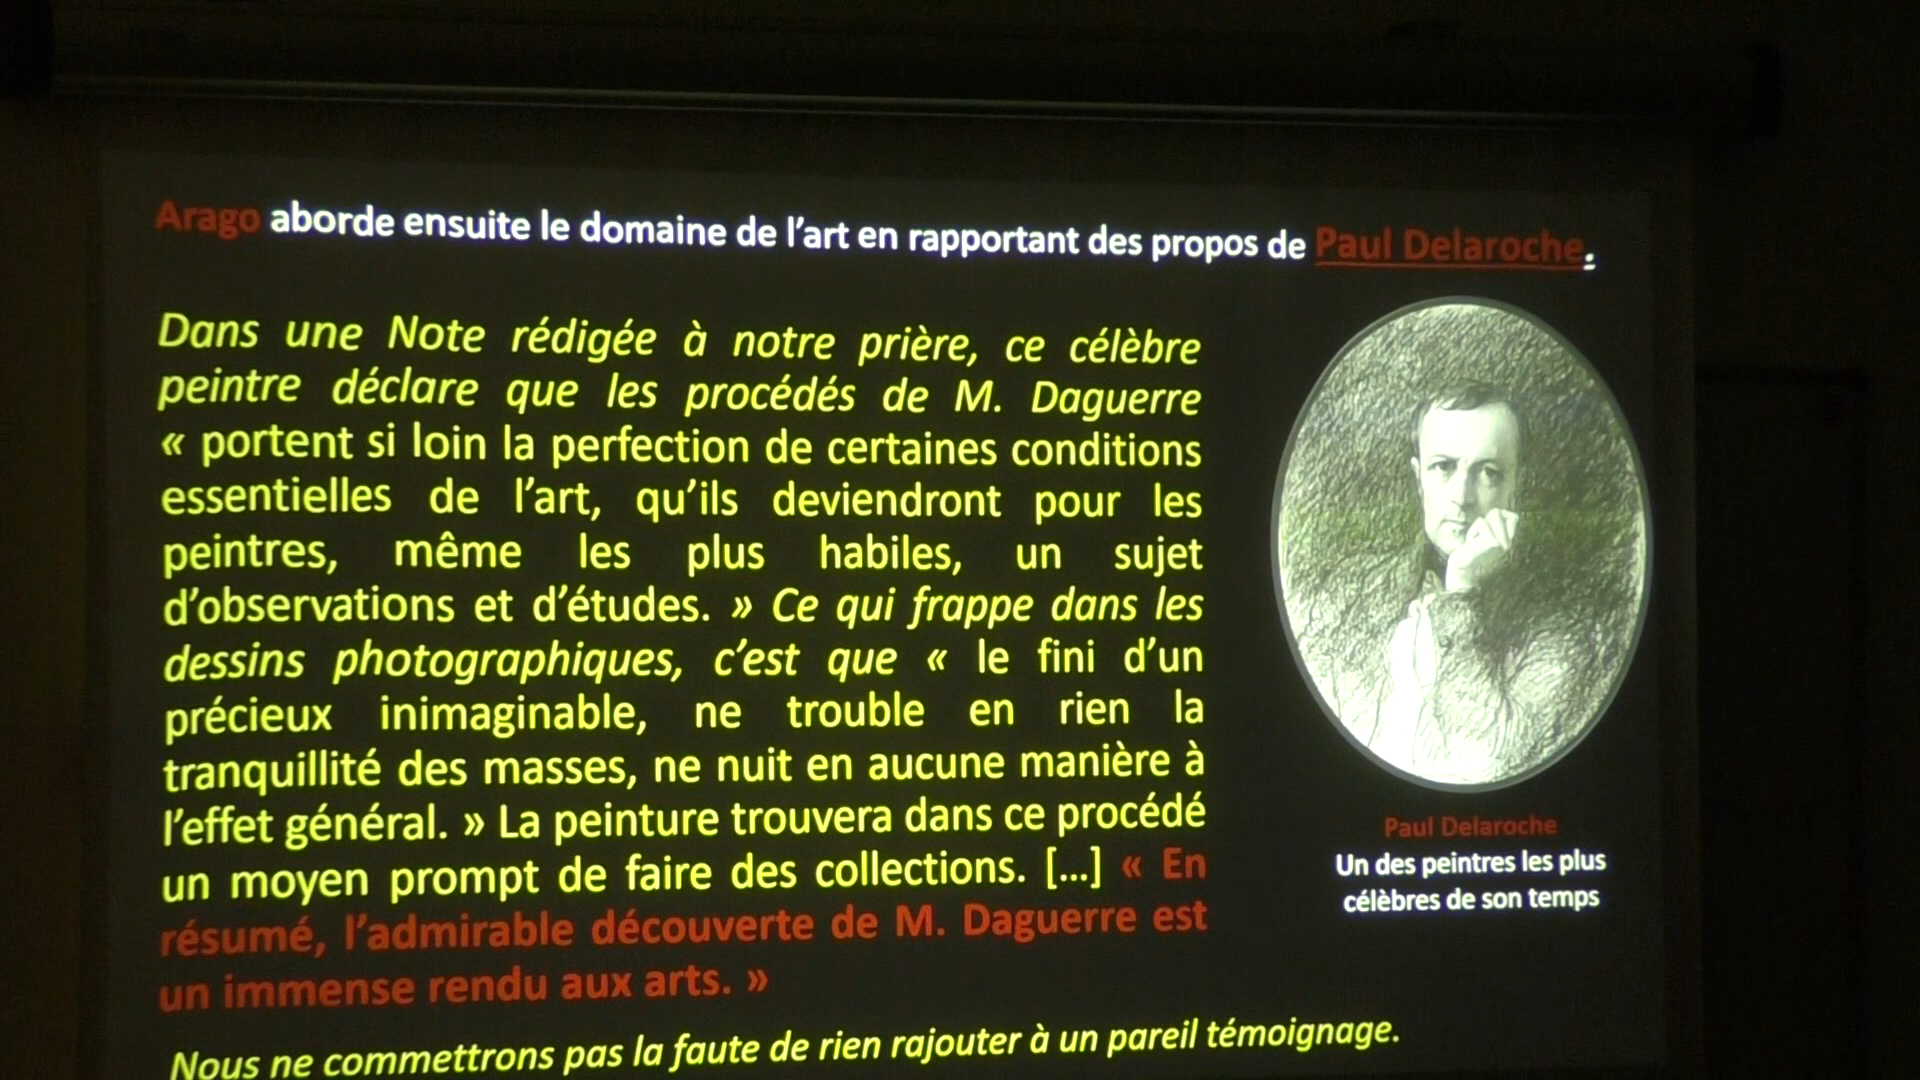 Arago aborde ensuite le domaine de l'art en rapportant des propos de Paul Delaroche.
Dans une Note rédigée à notre prière, ce célèbre
peintre déclare que les procédés de M. Daguerre
« portent si loin la perfection de certaines conditions
essentielles de l'art, qu'ils deviendront pour les
peintres, même les plus habiles, un sujet
d'observations et d'études. » Ce qui frappe dans les
dessins photographiques, c'est que « le fini d'un
précieux inimaginable, ne trouble en rien la
tranquillité des masses, ne nuit en aucune manière à
l'effet général. » La peinture trouvera dans ce procédé
un moyen prompt de faire des collections. [...] « En
résumé, l'admirable découverte de M. Daguerre est
un immense rendu aux arts. »
Nous ne commettrons pas la faute de rien rajouter à un pareil témoignage.
Paul Delaroche
Un des peintres les plus
célèbres de son temps